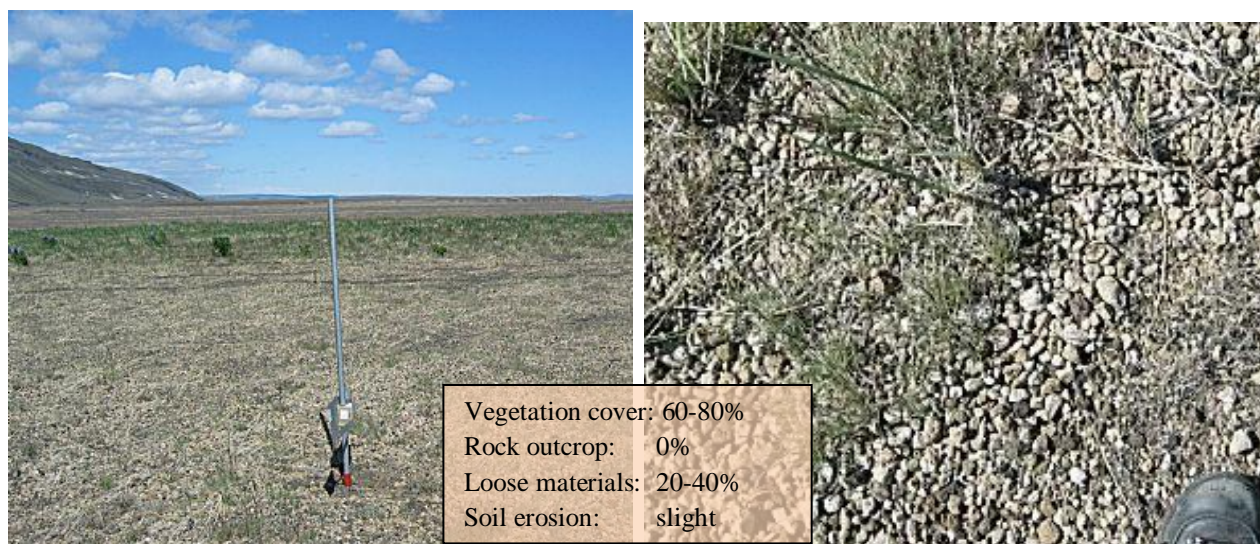 Vegetation cover: 60-80%
Rock outcrop: 0%
Loose materials: 20-40%
Soil erosion: slight